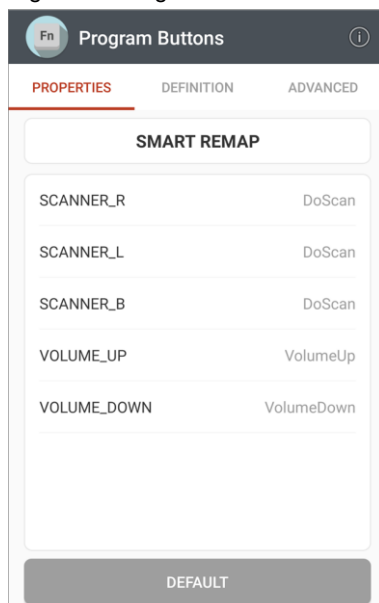 Fn Program Buttons
PROPERTIES DEFINITION ADVANCED
SMART REMAP
SCANNER_R DoScan
SCANNER_L DoScan
SCANNER_B DoScan
VOLUME_UP VolumeUp
VOLUME_DOWN VolumeDown
DEFAULT